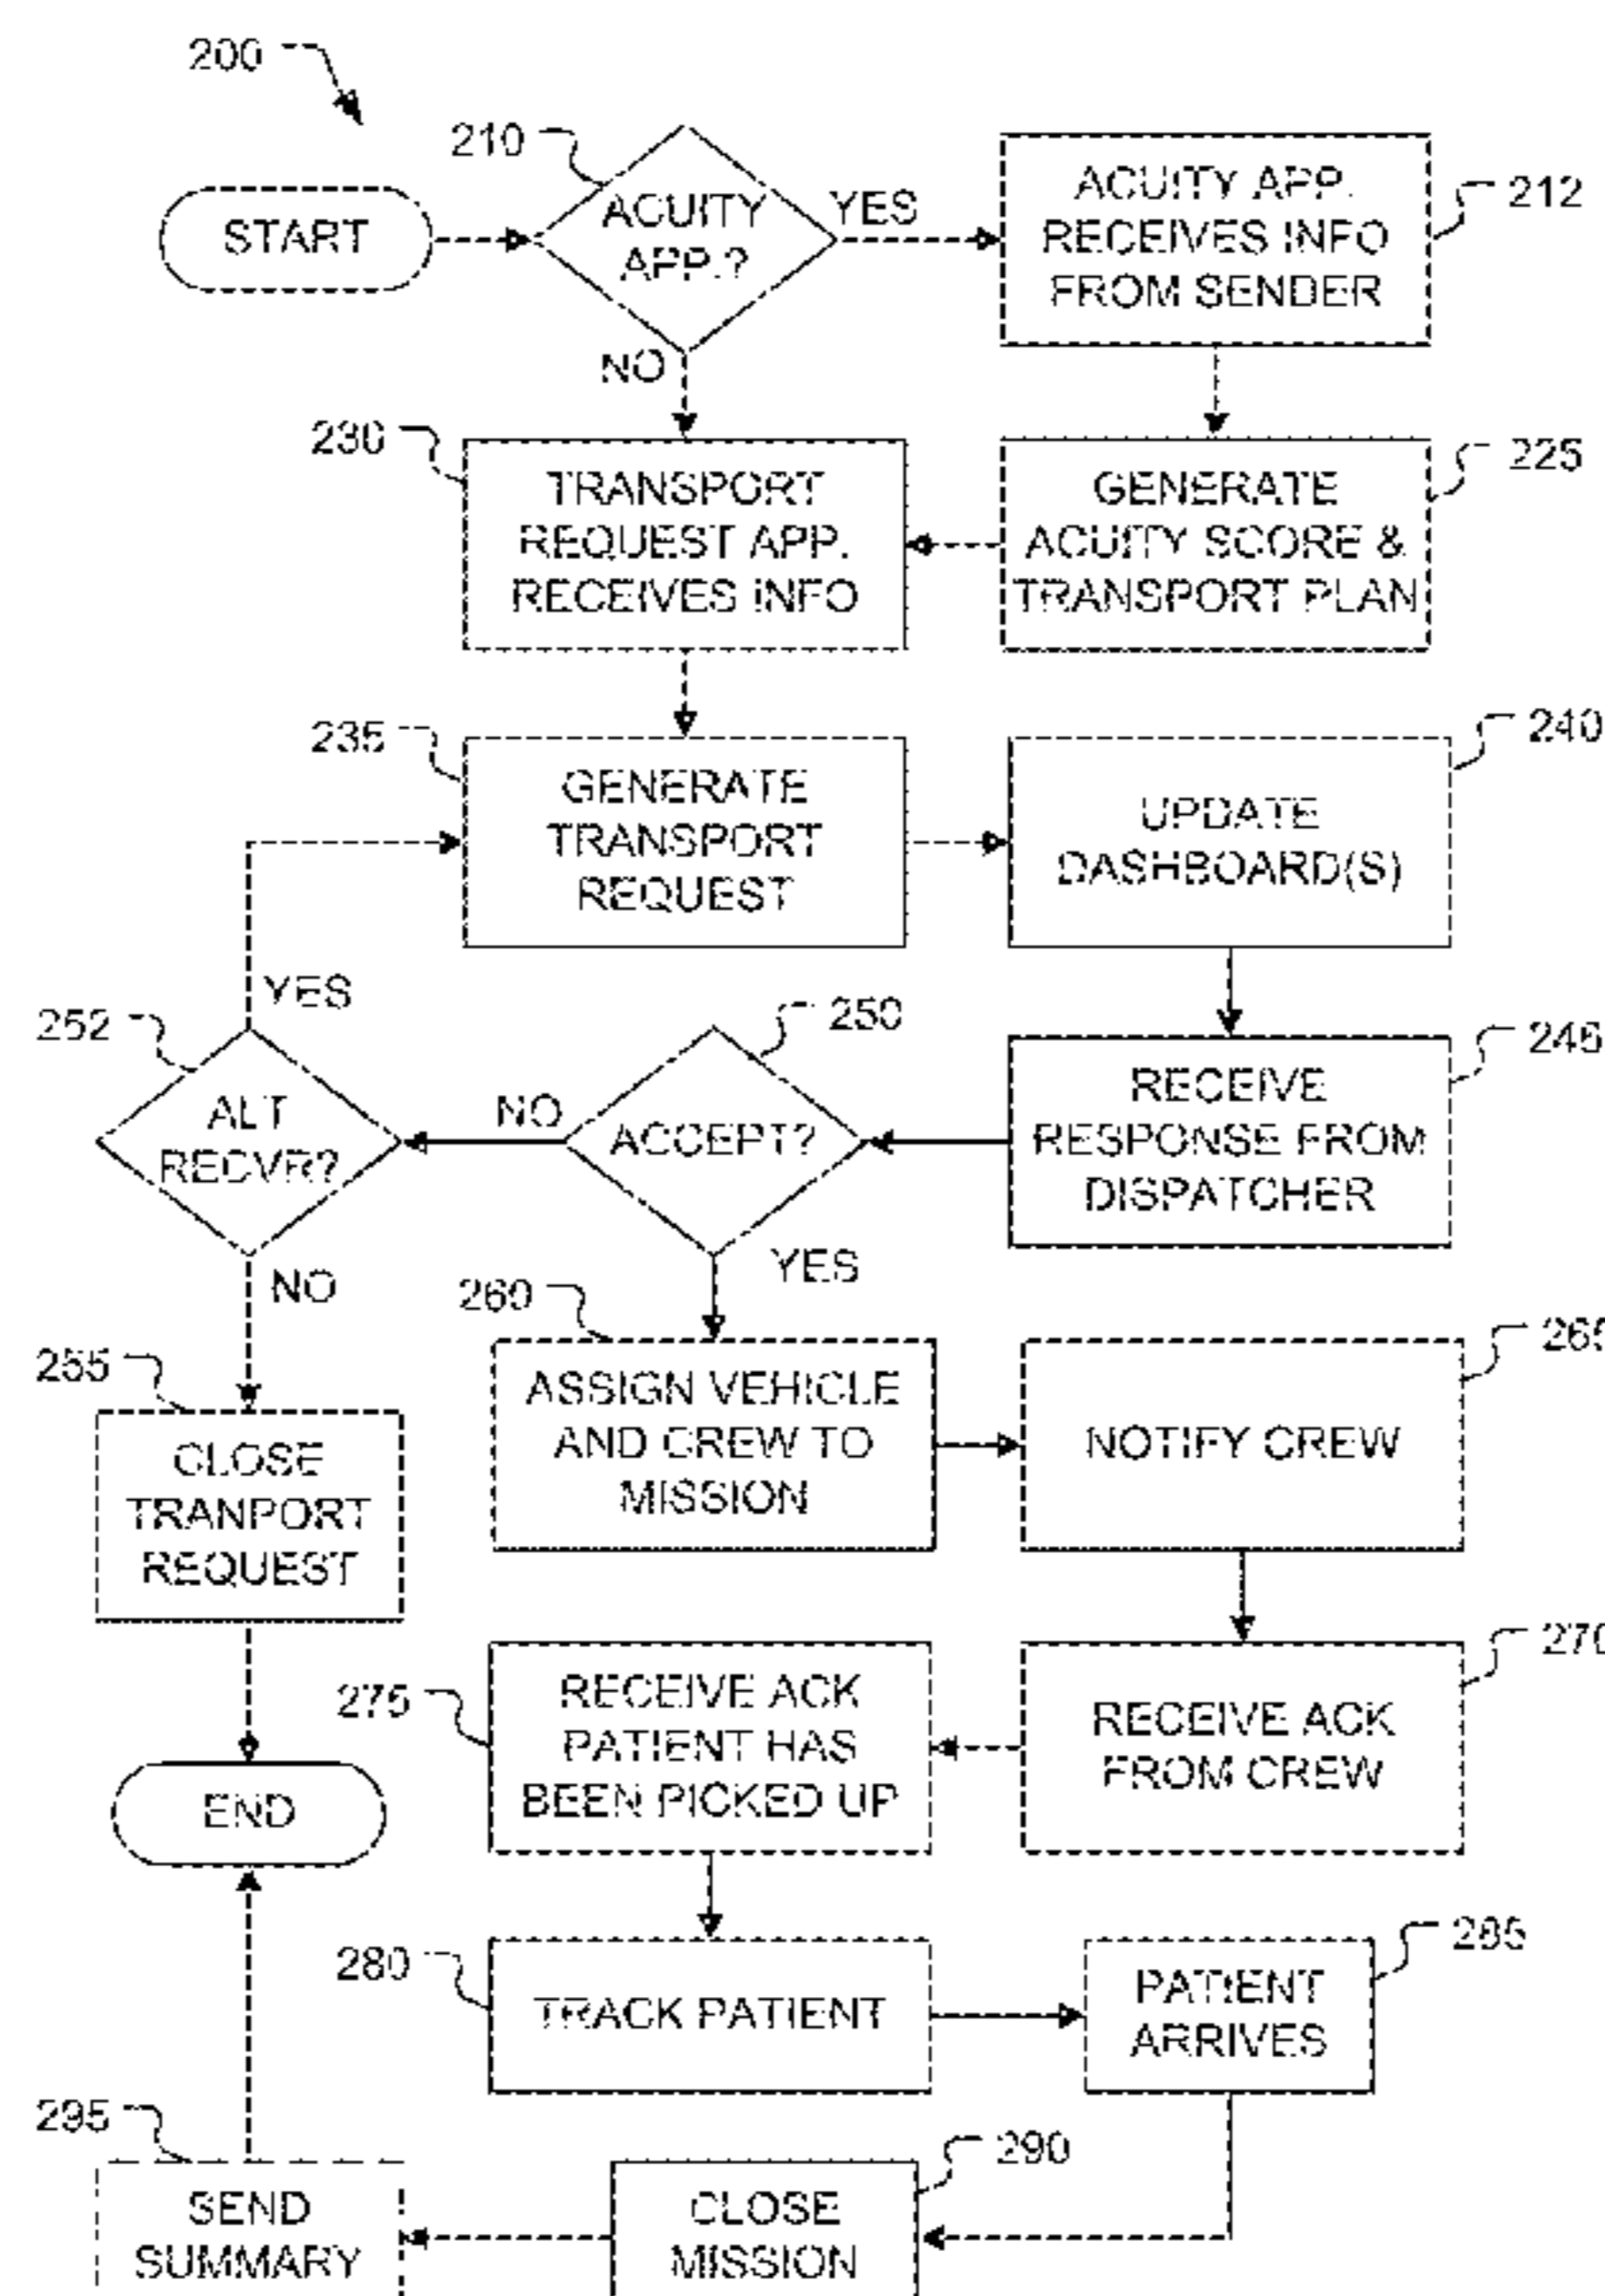 200
210
START
ACUITY
APP.?
YES
NO
ACUITY APP.
RECEIVES INFO
FROM SENDER
212
230
TRANSPORT
REQUEST APP.
RECEIVES INFO
GENERATE
ACUITY SCORE &
TRANSPORT PLAN
225
235
GENERATE
TRANSPORT
REQUEST
UPDATE
DASHBOARD(S)
240
YES
252
ALT
RECVR?
NO
250
ACCEPT?
NO
YES
RECEIVE
RESPONSE FROM
DISPATCHER
245
255
CLOSE
TRANPORT
REQUEST
260
ASSIGN VEHICLE
AND CREW TO
MISSION
NOTIFY CREW
265
275
RECEIVE ACK
PATIENT HAS
BEEN PICKED UP
RECEIVE ACK
FROM CREW
270
END
280
TRACK PATIENT
PATIENT
ARRIVES
285
295
SEND
SUMMARY
CLOSE
MISSION
290